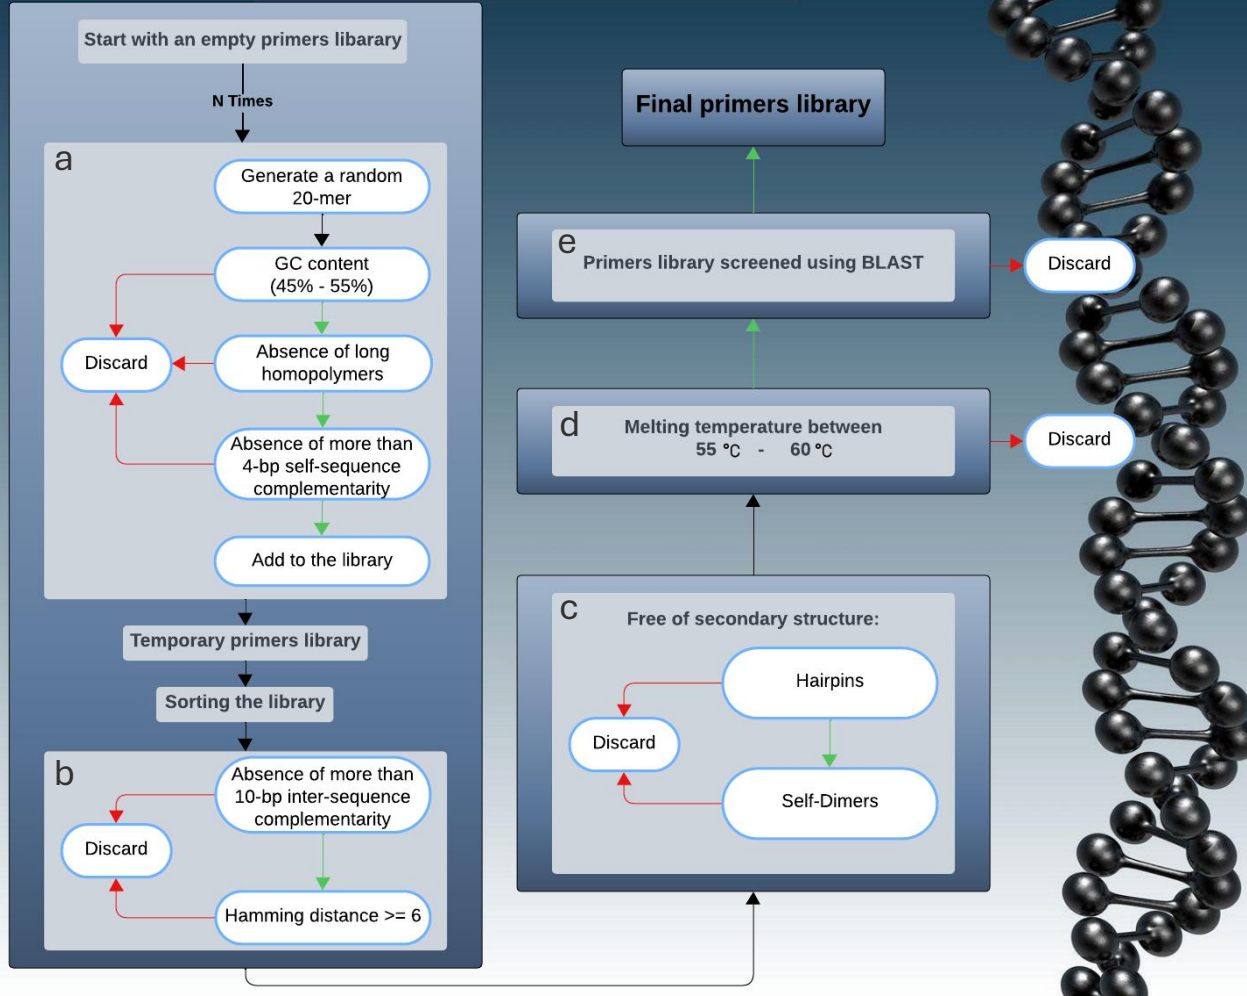 Start with an empty primers libarary
N Times
a
Generate a random
20-mer
GC content
(45% - 55%)
Absence of long
homopolymers
Discard
Absence of more than
4-bp self-sequence
complementarity
Add to the library
Temporary primers library
Sorting the library
b
Absence of more than
10-bp inter-sequence
complementarity
Discard
Hamming distance >= 6
c
Free of secondary structure:
Hairpins
Discard
Self-Dimers
d
Melting temperature between
55 °C - 60 °C
Discard
e
Primers library screened using BLAST
Discard
Final primers library